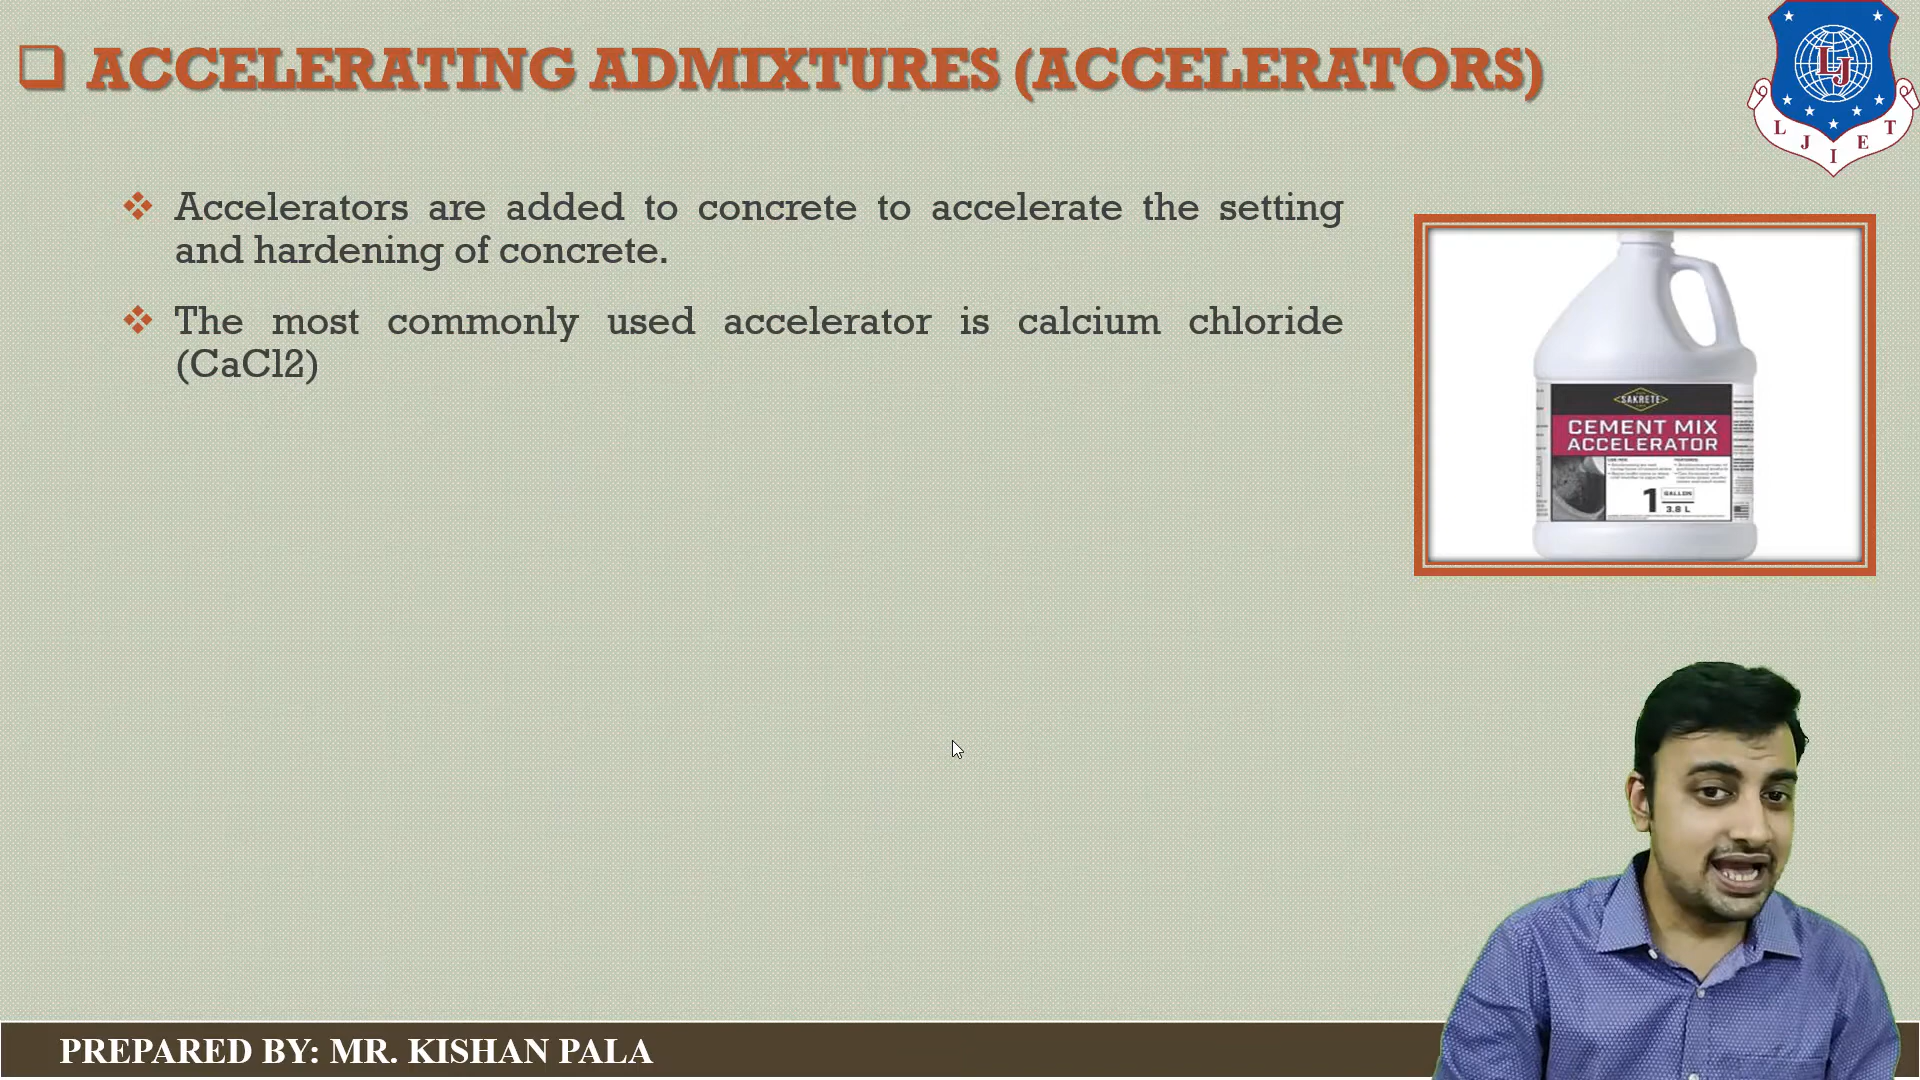 ACCELERATING ADMIXTURES (ACCELERATORS)
LJ
L J I E T
Accelerators are added to concrete to accelerate the setting
and hardening of concrete.
The most commonly used accelerator is calcium chloride
(CaCl2)
SAKRETE
CEMENT MIX
ACCELERATOR
1 GALLON
3.8 L
PREPARED BY: MR. KISHAN PALA